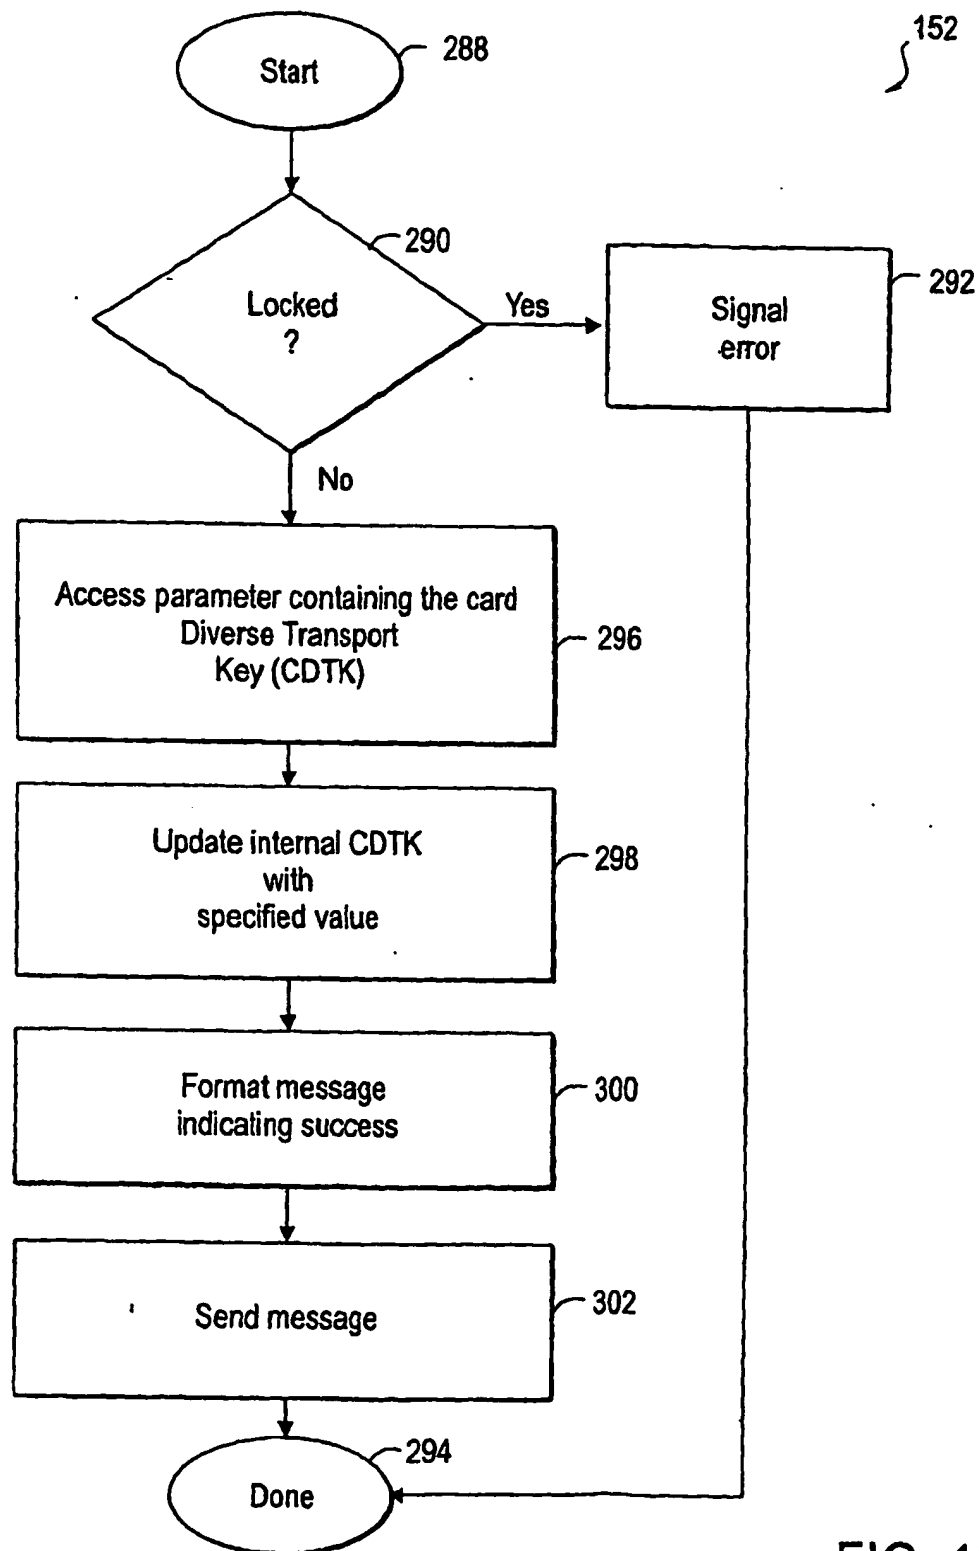 152
Start
288
Locked
?
290
Yes
Signal
error
292
No
Access parameter containing the card
Diverse Transport
Key (CDTK)
296
Update internal CDTK
with
specified value
298
Format message
indicating success
300
Send message
302
Done
294